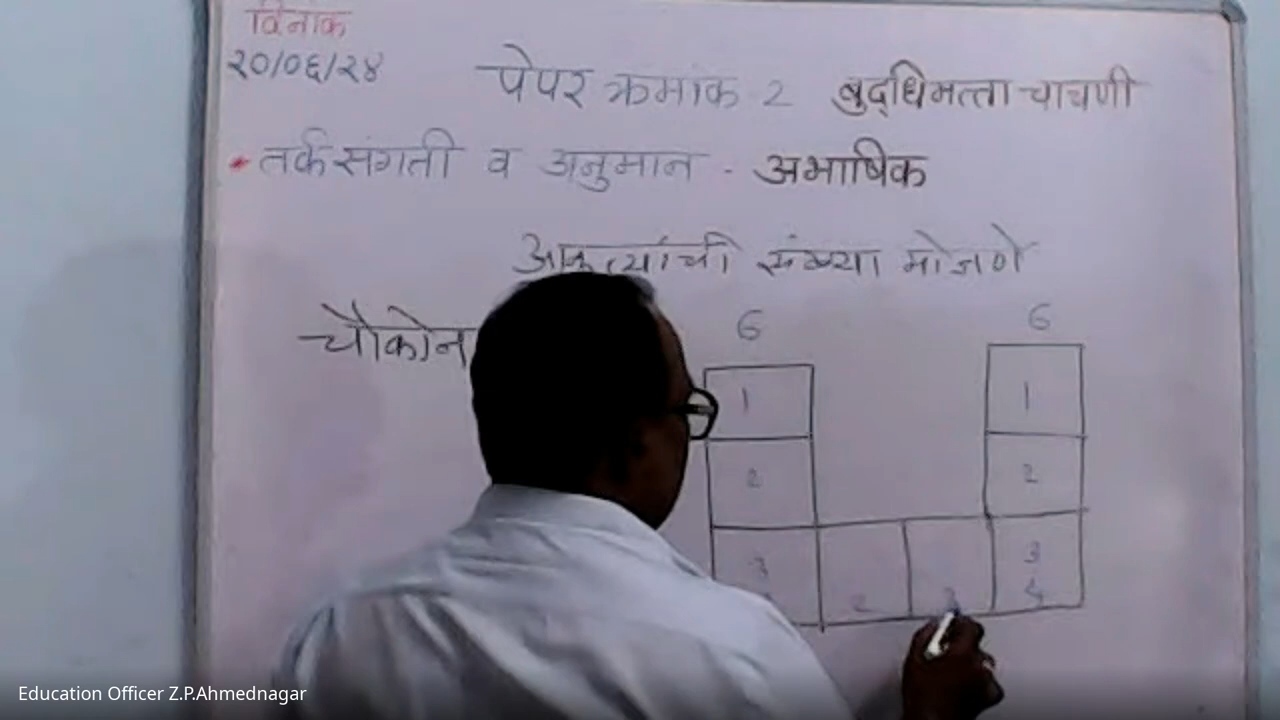 दिनांक
२०/०६/२४
पेपर क्रमांक 2 बुद्धिमत्ता चाचणी
• तर्कसंगती व अनुमान - अभाषिक
आकृत्यांची संख्या मोजणे
चौकोन
6 6
1 1
2 2
3 3
2 3 4
Education Officer Z.P.Ahmednagar